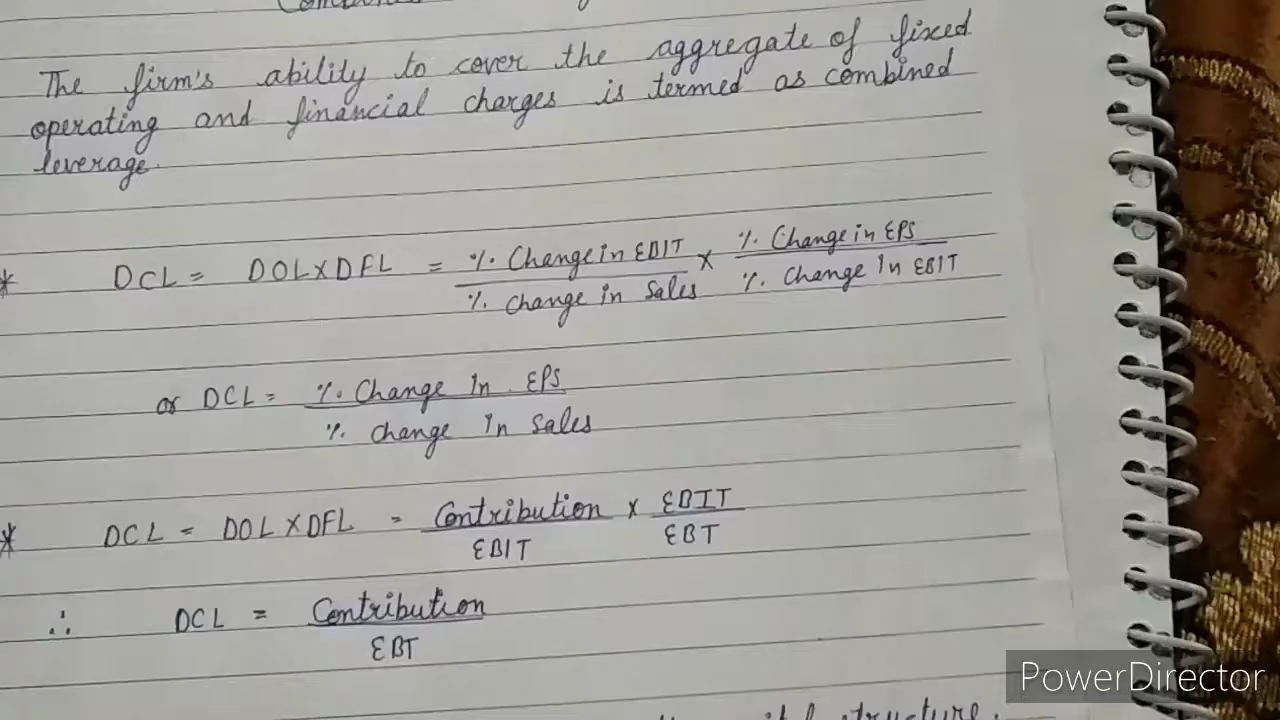 The firm's ability to cover the aggregate of fixed
operating and financial charges is termed as combined
leverage.
* DCL = DOL X DFL = % Change in EBIT / % change in Sales X % Change in EPS / % Change In EBIT
or DCL = % Change In EPS / % change In Sales
* DCL = DOL X DFL = Contribution / EBIT X EBIT / EBT
∴ DCL = Contribution / EBT
structure.
PowerDirector